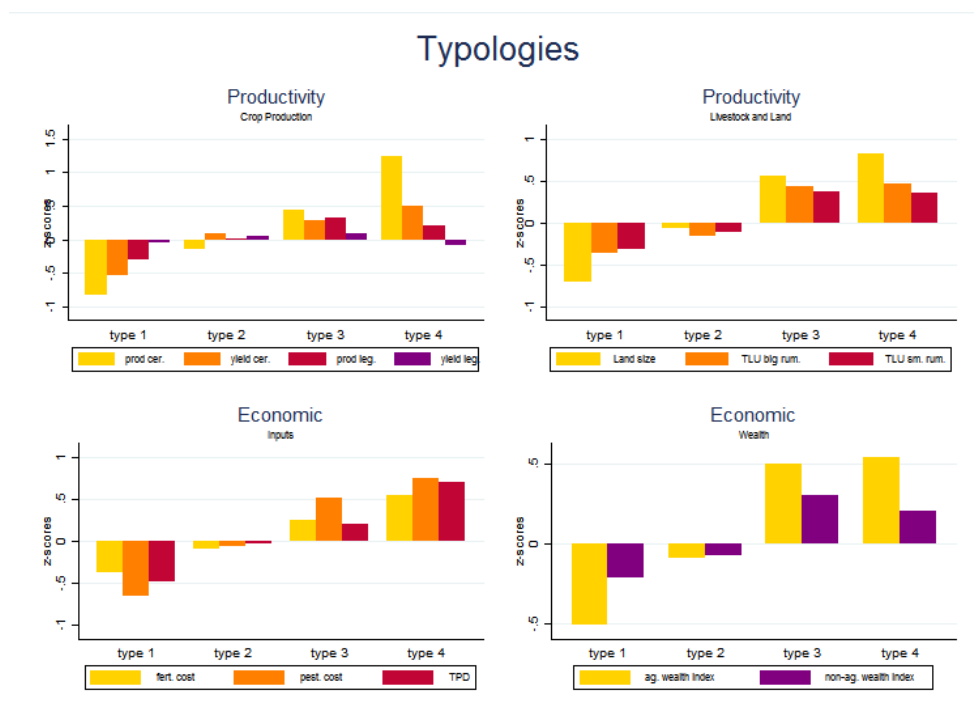 Typologies
Productivity
Crop Production
z-scores
1.5
1
.5
0
-.5
-1
type 1 type 2 type 3 type 4
prod cer. yield cer. prod leg. yield leg.
Productivity
Livestock and Land
z-scores
1
.5
0
-.5
-1
type 1 type 2 type 3 type 4
Land size TLU big rum. TLU sm. rum.
Economic
Inputs
z-scores
1
.5
0
-.5
-1
type 1 type 2 type 3 type 4
fert. cost pest. cost TPD
Economic
Wealth
z-scores
.5
0
-.5
type 1 type 2 type 3 type 4
ag. wealth index non-ag. wealth index